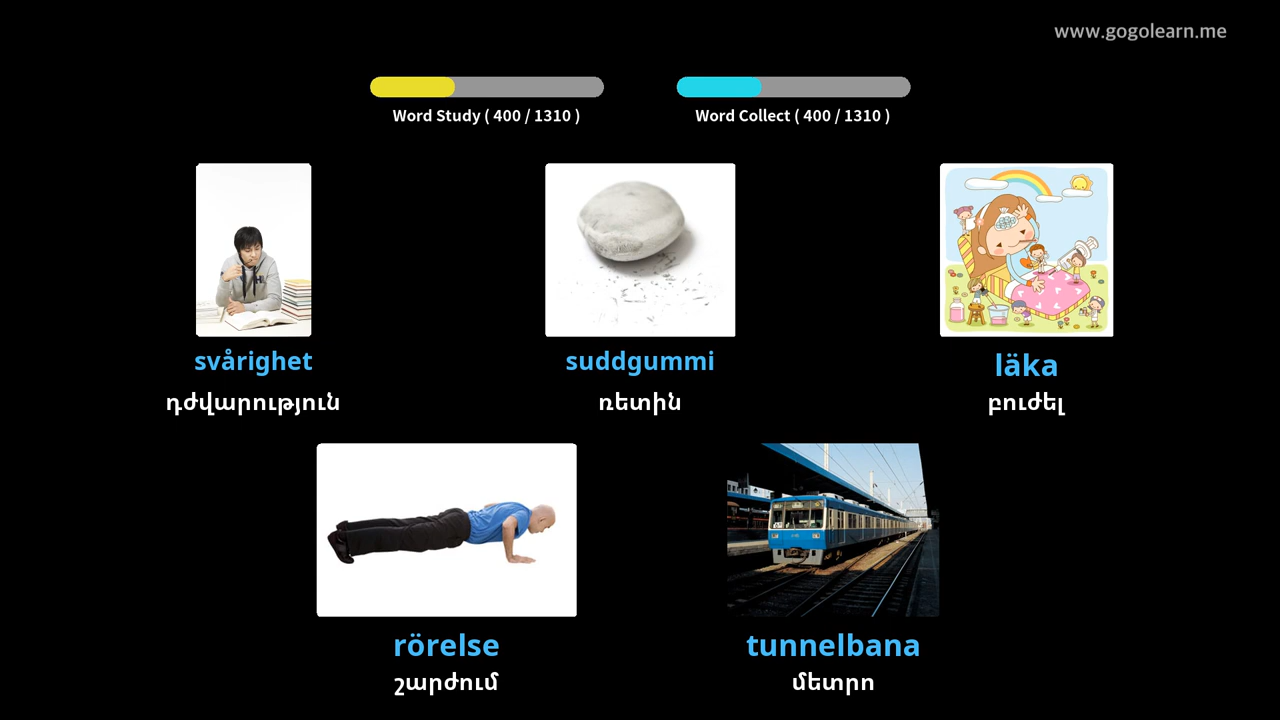 www.gogolearn.me
Word Study ( 400 / 1310 )
Word Collect ( 400 / 1310 )
svårighet
suddgummi
läka
դժվարություն
ռետին
բուժել
rörelse
tunnelbana
շարժում
մետրո